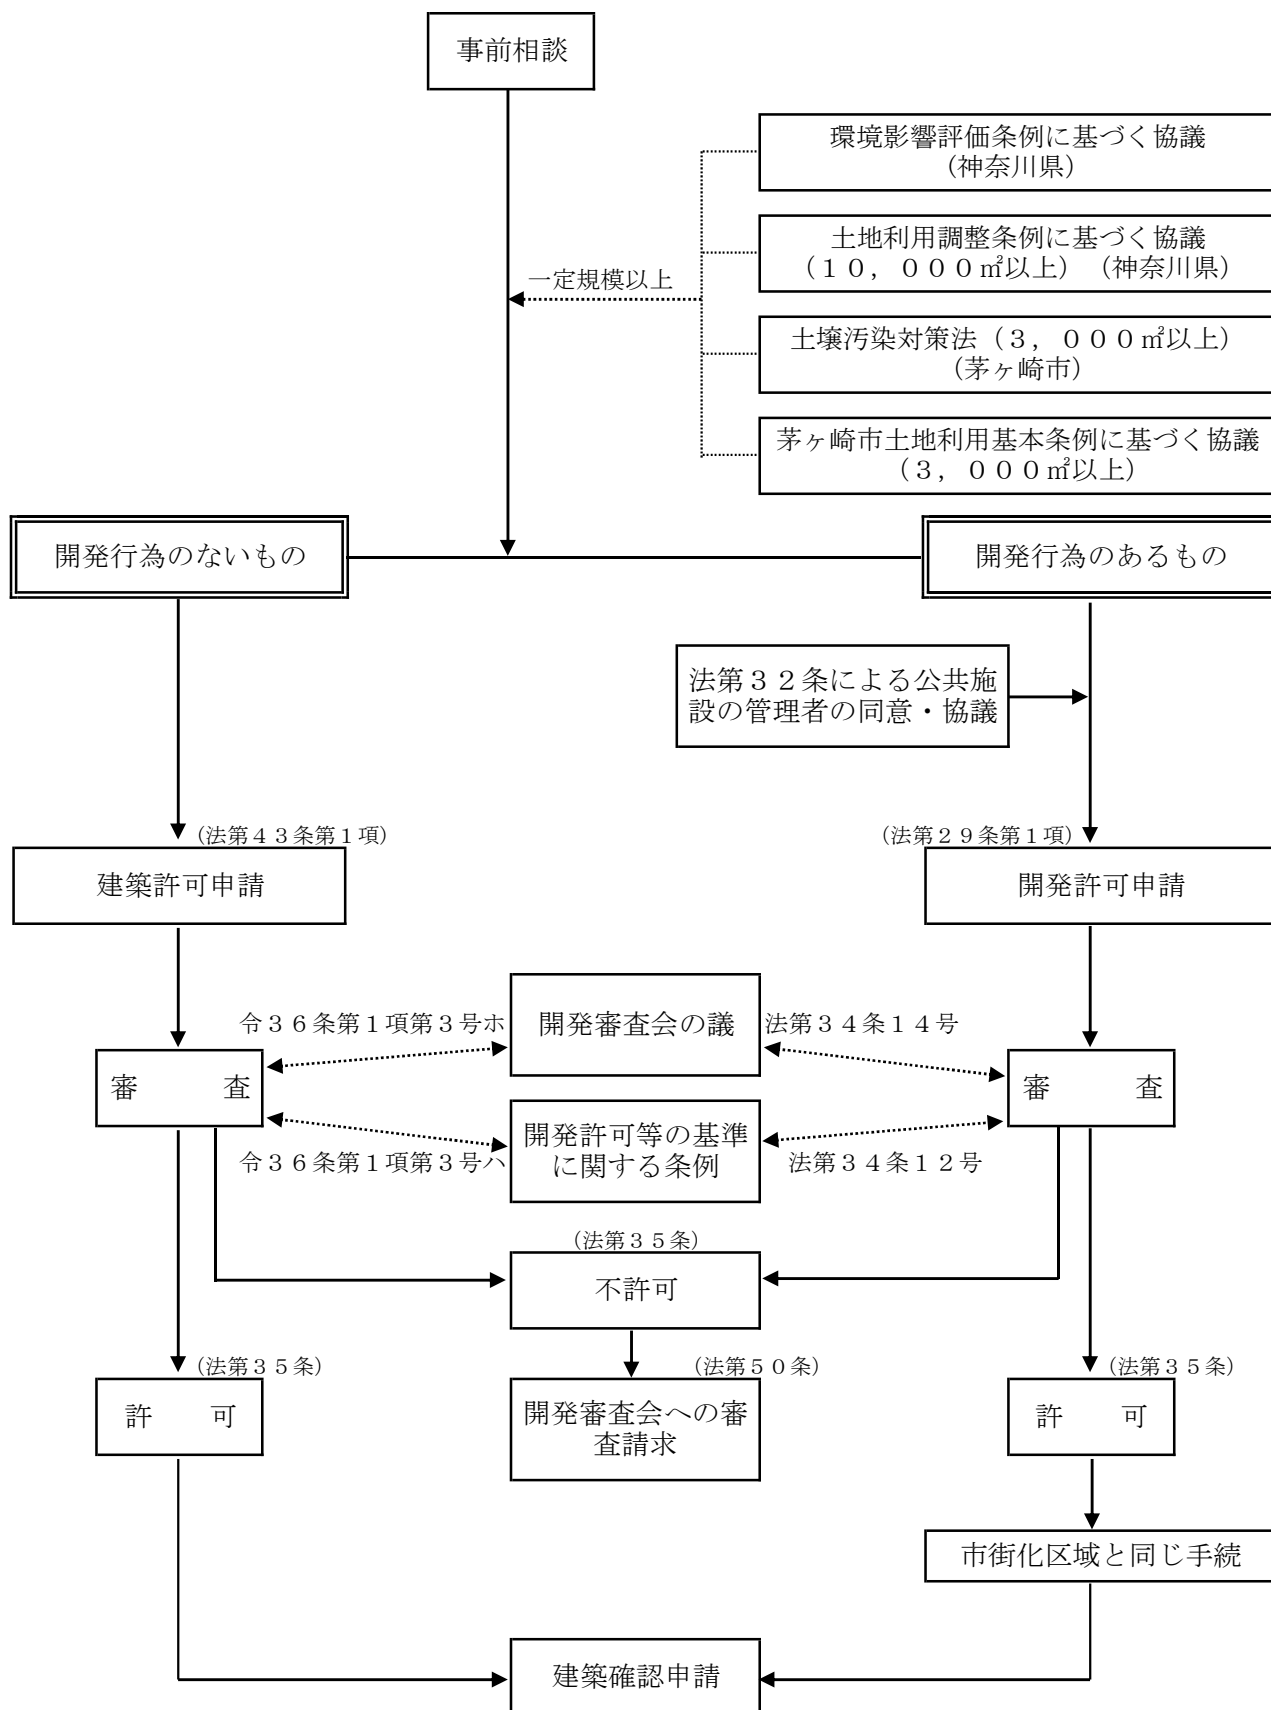 事前相談
環境影響評価条例に基づく協議
（神奈川県）
土地利用調整条例に基づく協議
（１０，０００㎡以上）（神奈川県）
一定規模以上
土壌汚染対策法（３，０００㎡以上）
（茅ヶ崎市）
茅ヶ崎市土地利用基本条例に基づく協議
（３，０００㎡以上）
開発行為のないもの
開発行為のあるもの
法第３２条による公共施
設の管理者の同意・協議
（法第４３条第１項）
（法第２９条第１項）
建築許可申請
開発許可申請
令３６条第１項第３号ホ
開発審査会の議
法第３４条１４号
審　　査
審　　査
開発許可等の基準
に関する条例
令３６条第１項第３号ハ
法第３４条１２号
（法第３５条）
不許可
（法第３５条）
（法第５０条）
（法第３５条）
許　　可
開発審査会への審
査請求
許　　可
市街化区域と同じ手続
建築確認申請